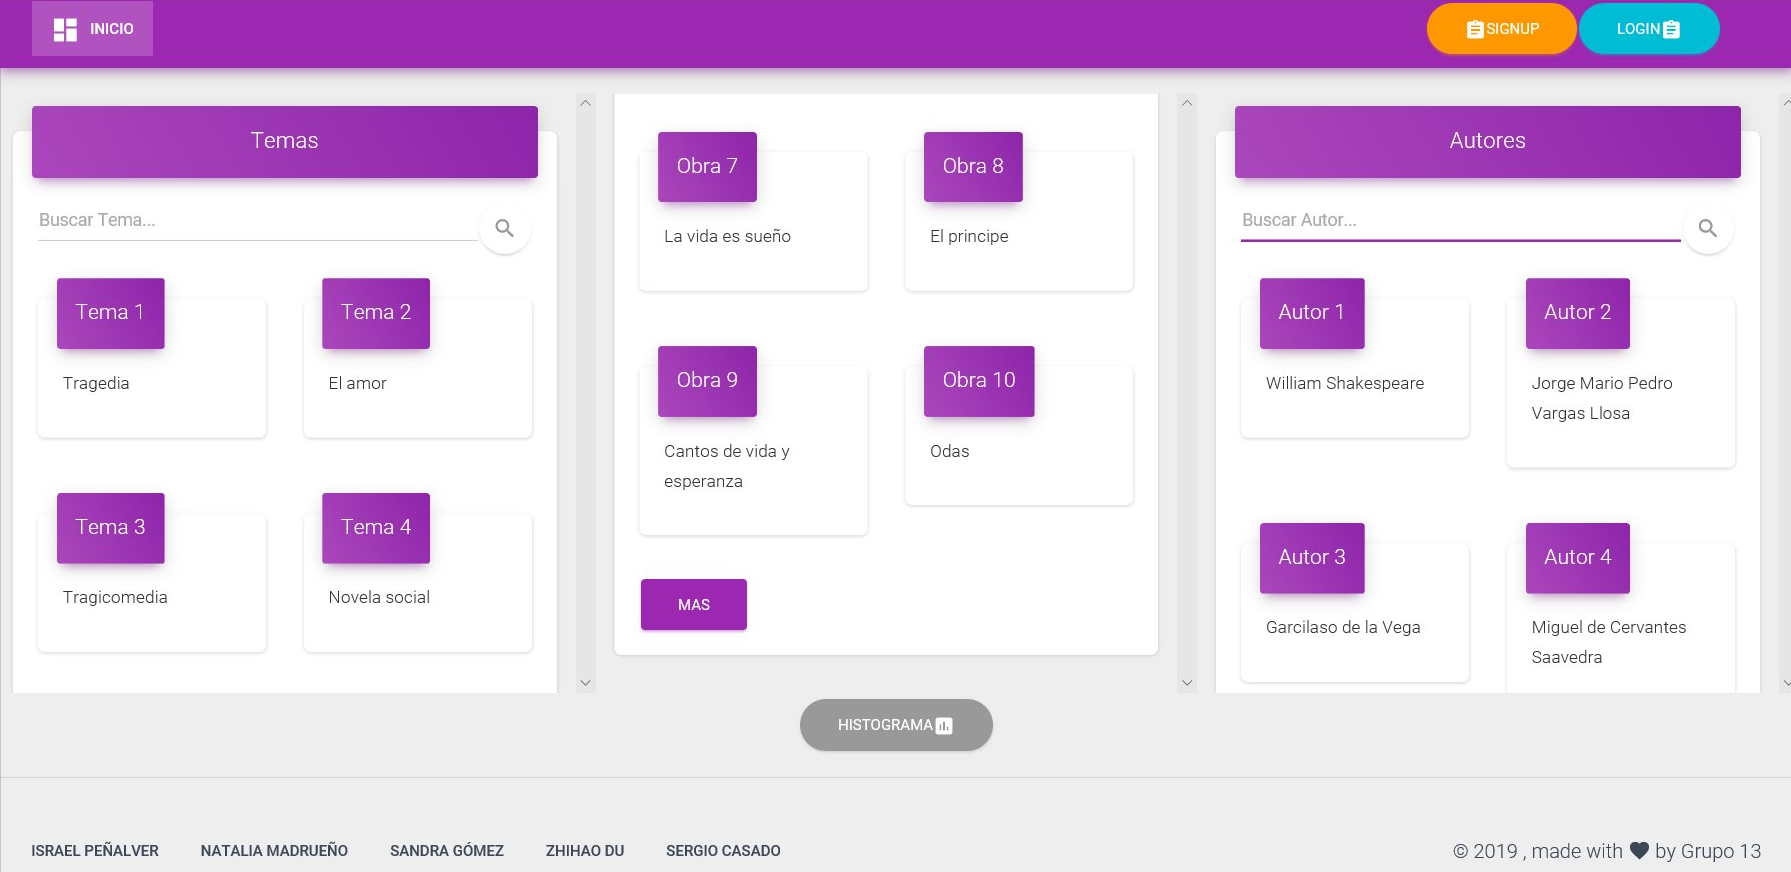 INICIO
SIGNUP
LOGIN
Temas
Buscar Tema...
Tema 1
Tragedia
Tema 2
El amor
Tema 3
Tragicomedia
Tema 4
Novela social
Obra 7
La vida es sueño
Obra 8
El principe
Obra 9
Cantos de vida y
esperanza
Obra 10
Odas
MAS
Autores
Buscar Autor...
Autor 1
William Shakespeare
Autor 2
Jorge Mario Pedro
Vargas Llosa
Autor 3
Garcilaso de la Vega
Autor 4
Miguel de Cervantes
Saavedra
HISTOGRAMA
ISRAEL PEÑALVER NATALIA MADRUEÑO SANDRA GÓMEZ ZHIHAO DU SERGIO CASADO
© 2019 , made with ♥ by Grupo 13